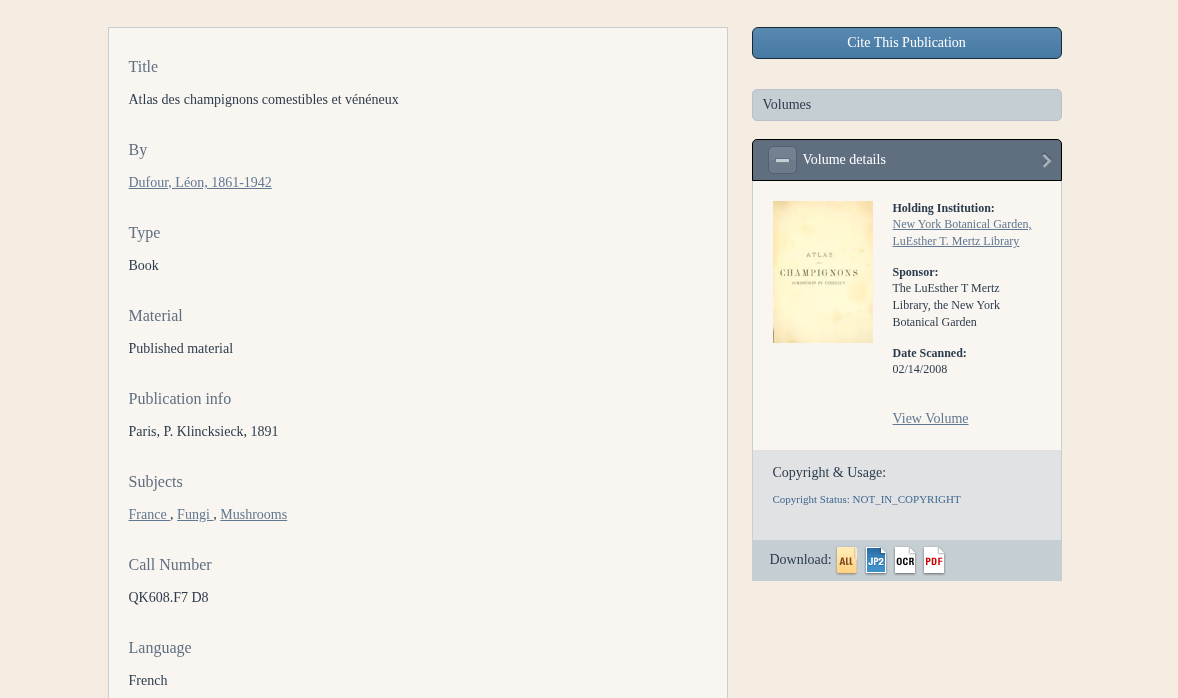 Title
Atlas des champignons comestibles et vénéneux
By
Dufour, Léon, 1861-1942
Type
Book
Material
Published material
Publication info
Paris, P. Klincksieck, 1891
Subjects
France , Fungi , Mushrooms
Call Number
QK608.F7 D8
Language
French
Cite This Publication
Volumes
Volume details
ATLAS
CHAMPIGNONS
COMESTIBLES ET VÉNÉNEUX
Holding Institution:
New York Botanical Garden,
LuEsther T. Mertz Library
Sponsor:
The LuEsther T Mertz
Library, the New York
Botanical Garden
Date Scanned:
02/14/2008
View Volume
Copyright & Usage:
Copyright Status: NOT_IN_COPYRIGHT
Download: ALL JP2 OCR PDF